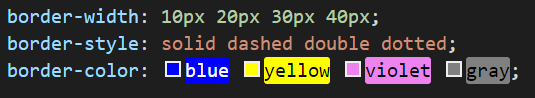 border-width: 10px 20px 30px 40px;
border-style: solid dashed double dotted;
border-color: blue yellow violet gray;